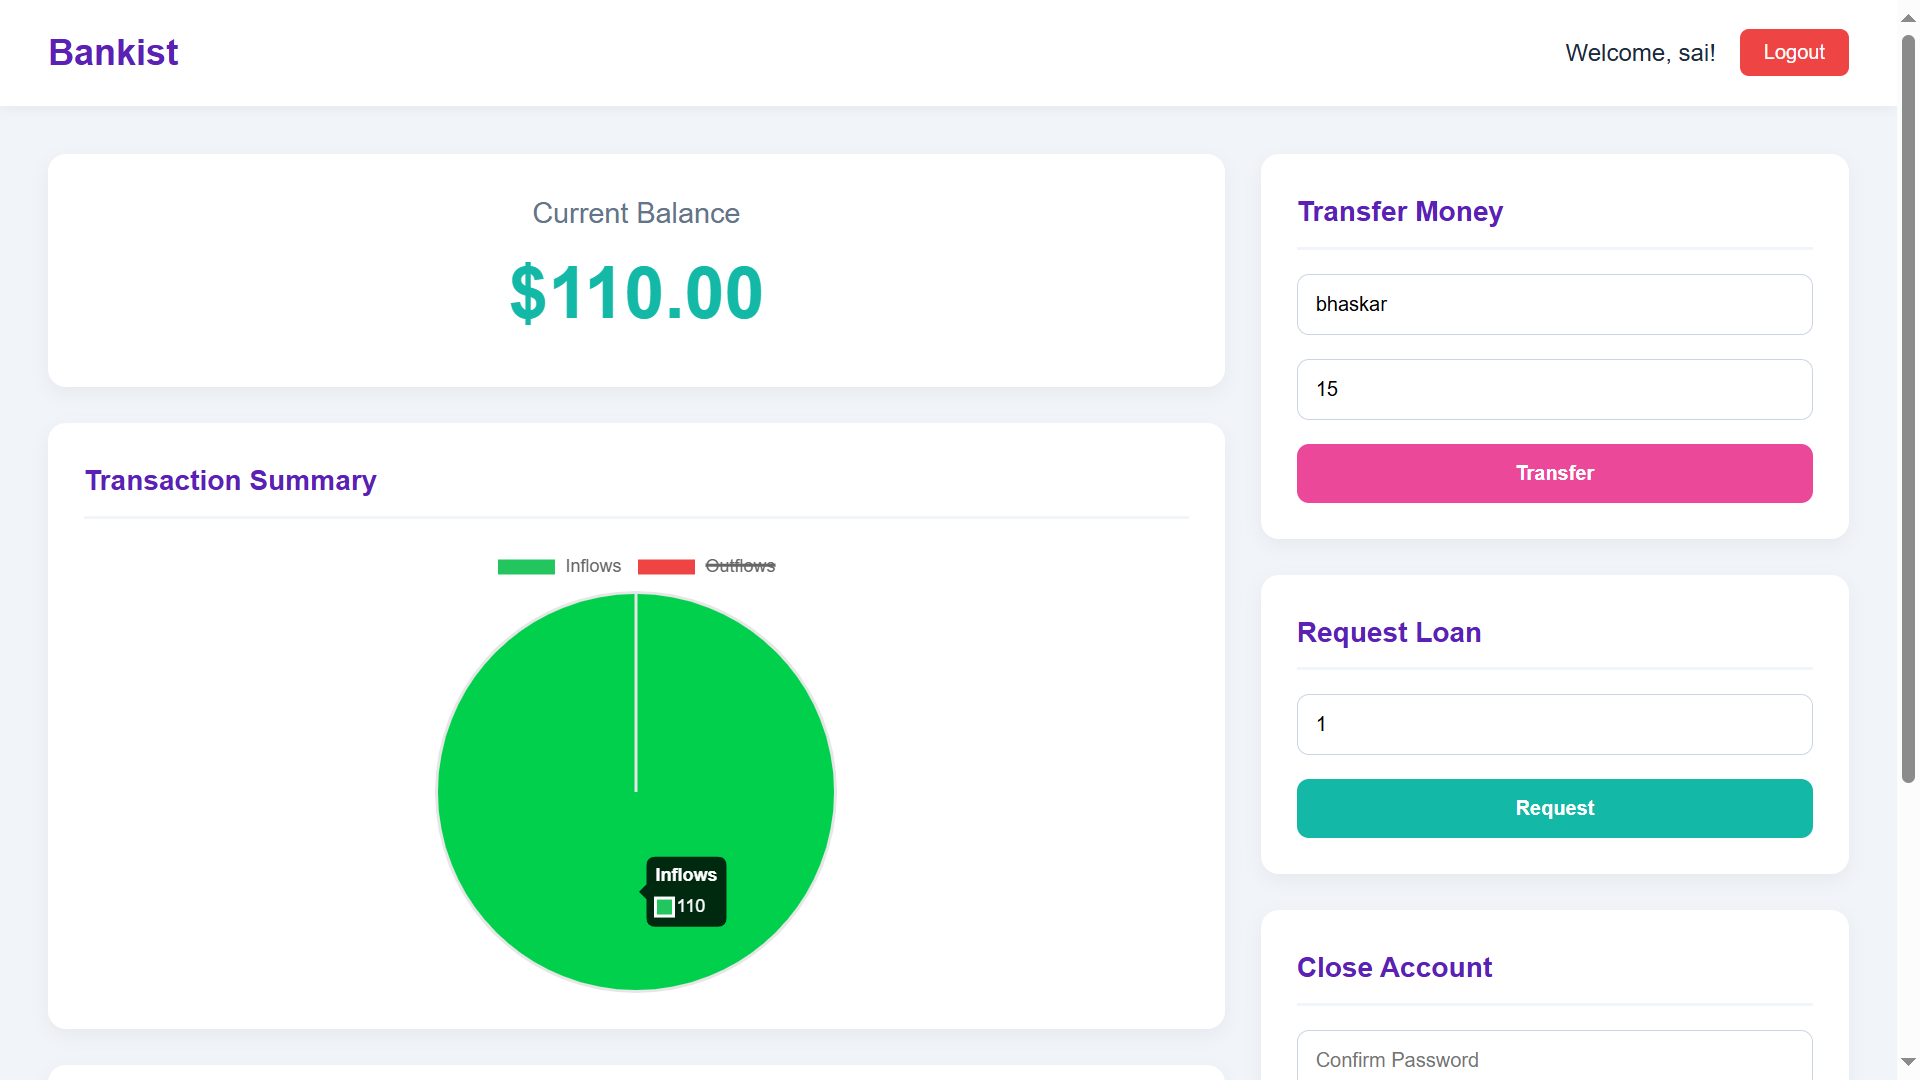 Bankist
Welcome, sai!
Logout
Current Balance
$110.00
Transaction Summary
Inflows
Outflows
Inflows
110
Transfer Money
bhaskar
15
Transfer
Request Loan
1
Request
Close Account
Confirm Password